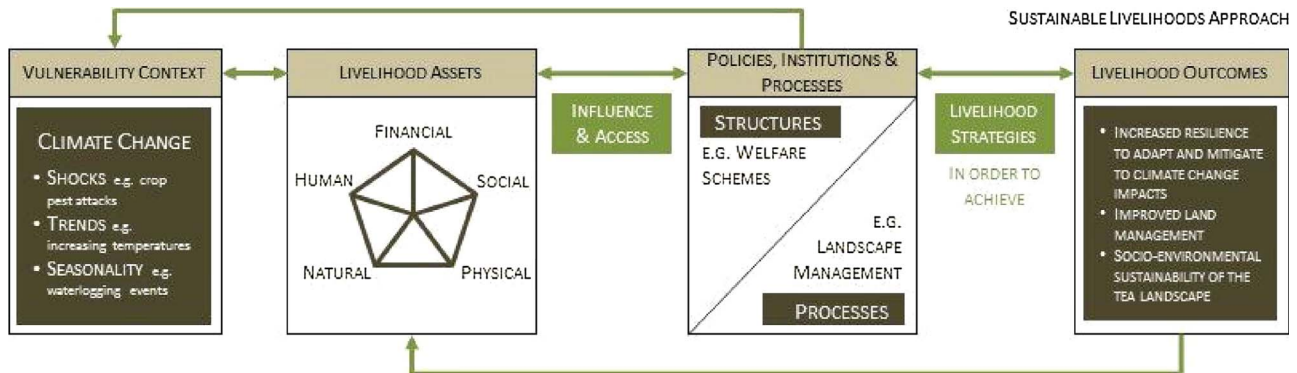 SUSTAINABLE LIVELIHOODS APPROACH
VULNERABILITY CONTEXT
CLIMATE CHANGE
• SHOCKS e.g. crop
pest attacks
• TRENDS e.g.
increasing temperatures
• SEASONALITY e.g.
waterlogging events
LIVELIHOOD ASSETS
FINANCIAL
HUMAN
SOCIAL
NATURAL
PHYSICAL
INFLUENCE
& ACCESS
POLICIES, INSTITUTIONS &
PROCESSES
STRUCTURES
E.G. WELFARE
SCHEMES
E.G.
LANDSCAPE
MANAGEMENT
PROCESSES
LIVELIHOOD
STRATEGIES
IN ORDER TO
ACHIEVE
LIVELIHOOD OUTCOMES
• INCREASED RESILIENCE
TO ADAPT AND MITIGATE
TO CLIMATE CHANGE
IMPACTS
• IMPROVED LAND
MANAGEMENT
• SOCIO-ENVIRONMENTAL
SUSTAINABILITY OF THE
TEA LANDSCAPE